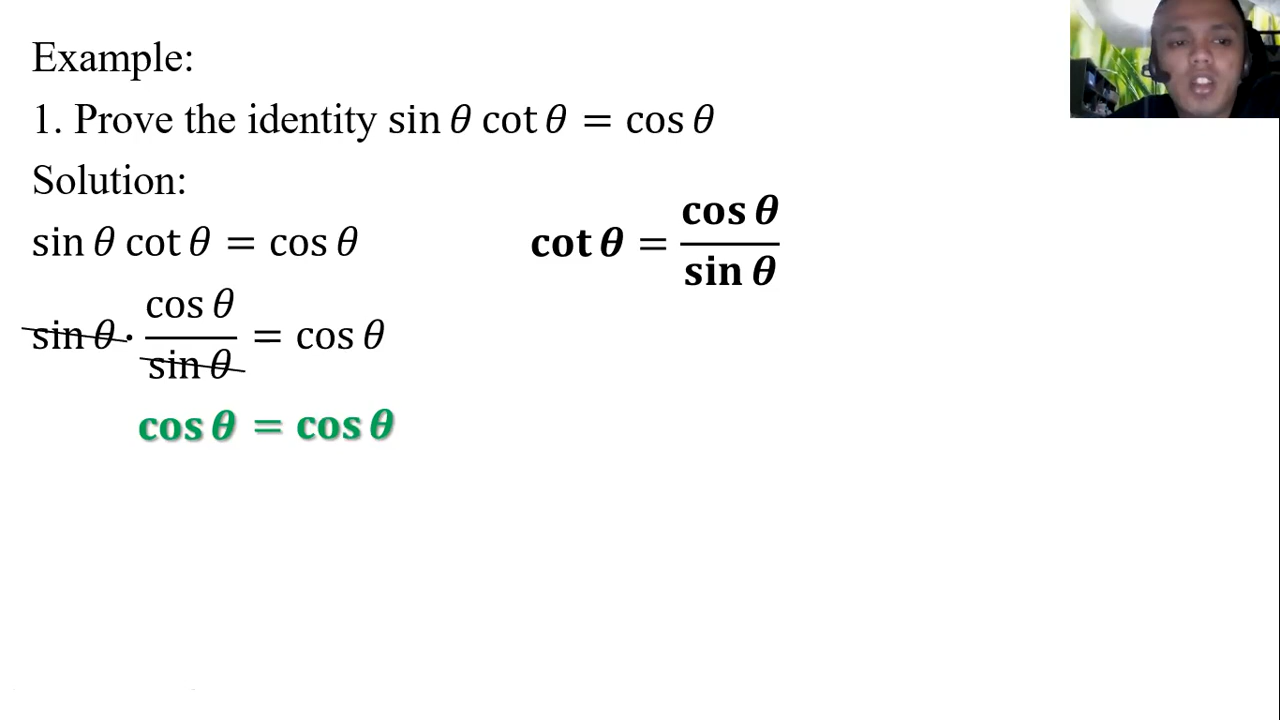 Example:
1. Prove the identity sin θ cot θ = cos θ
Solution:
sin θ cot θ = cos θ
cot θ = cos θ / sin θ
sin θ · cos θ / sin θ = cos θ
cos θ = cos θ